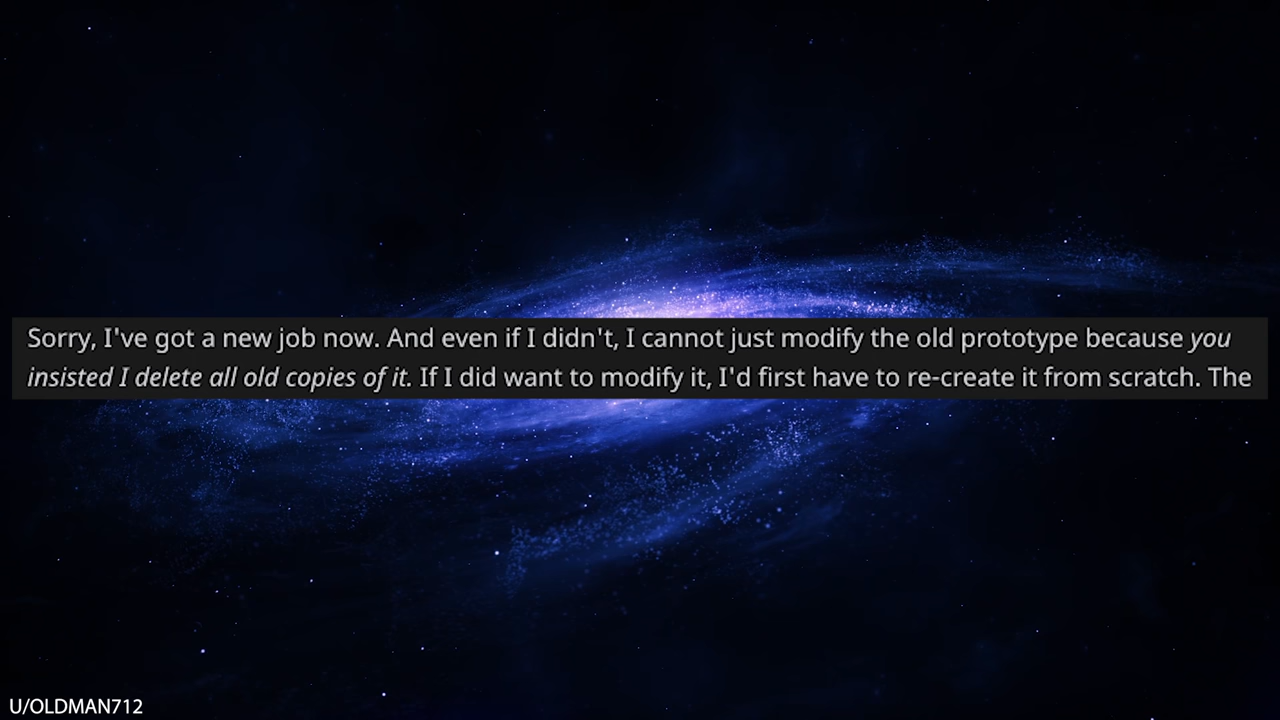 Sorry, I've got a new job now. And even if I didn't, I cannot just modify the old prototype because you
insisted I delete all old copies of it. If I did want to modify it, I'd first have to re-create it from scratch. The
U/OLDMAN712